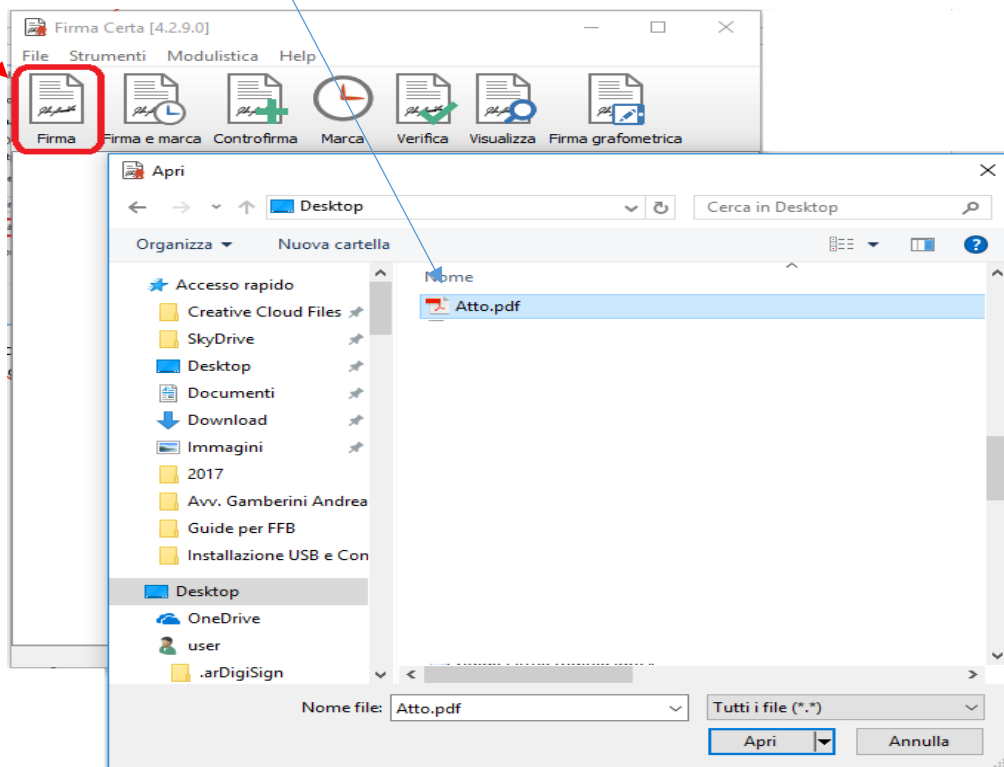 Firma Certa [4.2.9.0]
File Strumenti Modulistica Help
Firma Firma e marca Controfirma Marca Verifica Visualizza Firma grafometrica
Apri
Desktop Cerca in Desktop
Organizza Nuova cartella
Nome
Atto.pdf
Accesso rapido
Creative Cloud Files
SkyDrive
Desktop
Documenti
Download
Immagini
2017
Avv. Gamberini Andrea
Guide per FFB
Installazione USB e Con
Desktop
OneDrive
user
.arDigiSign
Nome file: Atto.pdf Tutti i file (*.*)
Apri Annulla